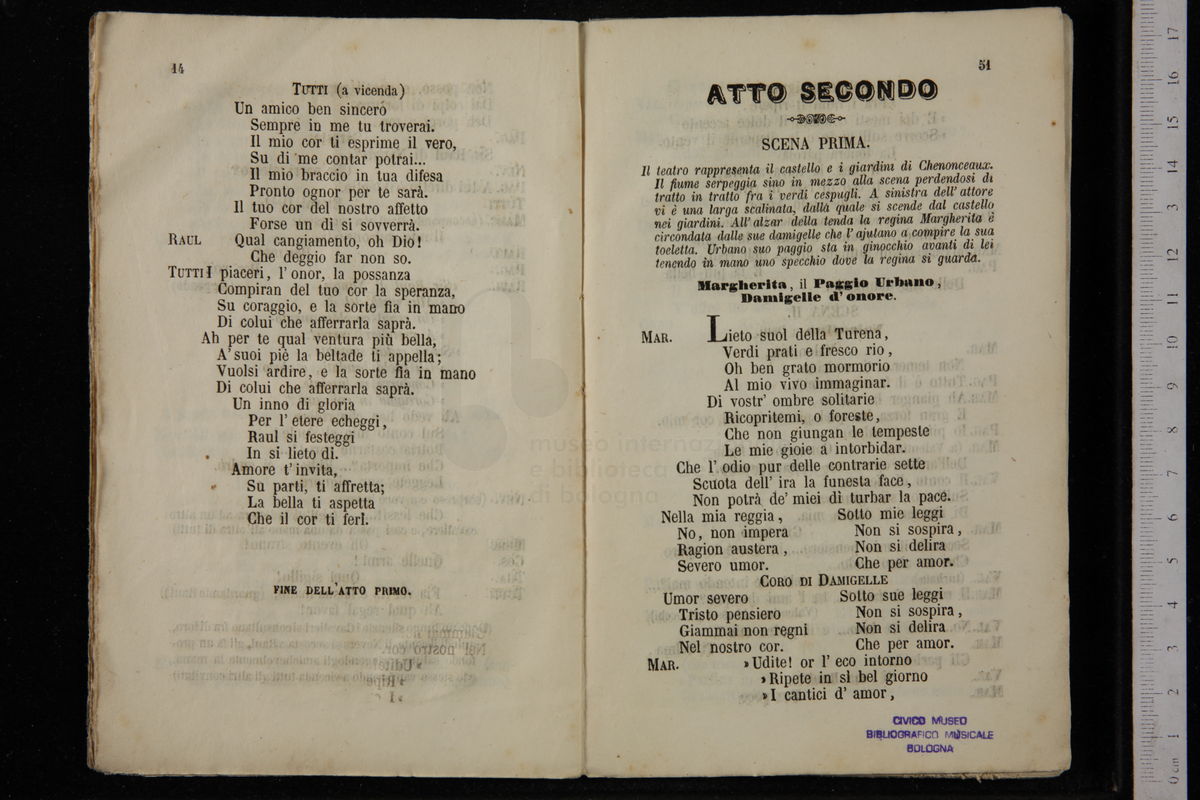 14
TUTTI (a vicenda)
Un amico ben sincero
Sempre in me tu troverai.
Il mio cor ti esprime il vero,
Su di me contar potrai...
Il mio braccio in tua difesa
Pronto ognor per te sarà.
Il tuo cor del nostro affetto
Forse un dì si sovverrà.
RAUL Qual cangiamento, oh Dio!
Che deggio far non so.
TUTTI I piaceri, l'onor, la possanza
Compiran del tuo cor la speranza,
Su coraggio, e la sorte fia in mano
Di colui che afferrarla saprà.
Ah per te qual ventura più bella,
A' suoi piè la beltade ti appella;
Vuolsi ardire, e la sorte fia in mano
Di colui che afferrarla saprà.
Un inno di gloria
Per l'etere echeggi,
Raul si festeggi
In sì lieto dì.
Amore t'invita,
Su parti, ti affretta;
La bella ti aspetta
Che il cor ti ferì.
FINE DELL'ATTO PRIMO.
51
ATTO SECONDO
SCENA PRIMA.
Il teatro rappresenta il castello e i giardini di Chenonceaux.
Il fiume serpeggia sino in mezzo alla scena perdendosi di
tratto in tratto fra i verdi cespugli. A sinistra dell'attore
vi è una larga scalinata, dalla quale si scende dal castello
nei giardini. All'alzar della tenda la regina Margherita è
circondata dalle sue damigelle che l'ajutano a compire la sua
toeletta. Urbano suo paggio sta in ginocchio avanti di lei
tenendo in mano uno specchio dove la regina si guarda.
Margherita, il Paggio Urbano,
Damigelle d'onore.
MAR. Lieto suol della Turena,
Verdi prati e fresco rio,
Oh ben grato mormorio
Al mio vivo immaginar.
Di vostr'ombre solitarie
Ricopritemi, o foreste,
Che non giungan le tempeste
Le mie gioie a intorbidar.
Che l'odio pur delle contrarie sette
Scuota dell'ira la funesta face,
Non potrà de'miei dì turbar la pace.
Nella mia reggia, Sotto mie leggi
No, non impera Non si sospira,
Ragion austera, Non si delira
Severo umor. Che per amor.
CORO DI DAMIGELLE
Umor severo Sotto sue leggi
Tristo pensiero Non si sospira,
Giammai non regni Non si delira
Nel nostro cor. Che per amor.
MAR. »Udite! or l'eco intorno
»Ripete in sì bel giorno
»I cantici d'amor,
CIVICO MUSEO
BIBLIOGRAFICO MUSICALE
BOLOGNA